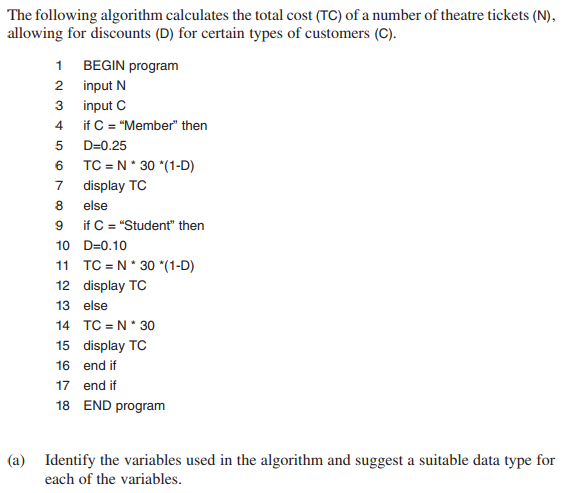 The following algorithm calculates the total cost (TC) of a number of theatre tickets (N),
allowing for discounts (D) for certain types of customers (C).
1 BEGIN program
2 input N
3 input C
4 if C = “Member” then
5 D=0.25
6 TC = N * 30 *(1-D)
7 display TC
8 else
9 if C = “Student” then
10 D=0.10
11 TC = N * 30 *(1-D)
12 display TC
13 else
14 TC = N * 30
15 display TC
16 end if
17 end if
18 END program
(a) Identify the variables used in the algorithm and suggest a suitable data type for
each of the variables.